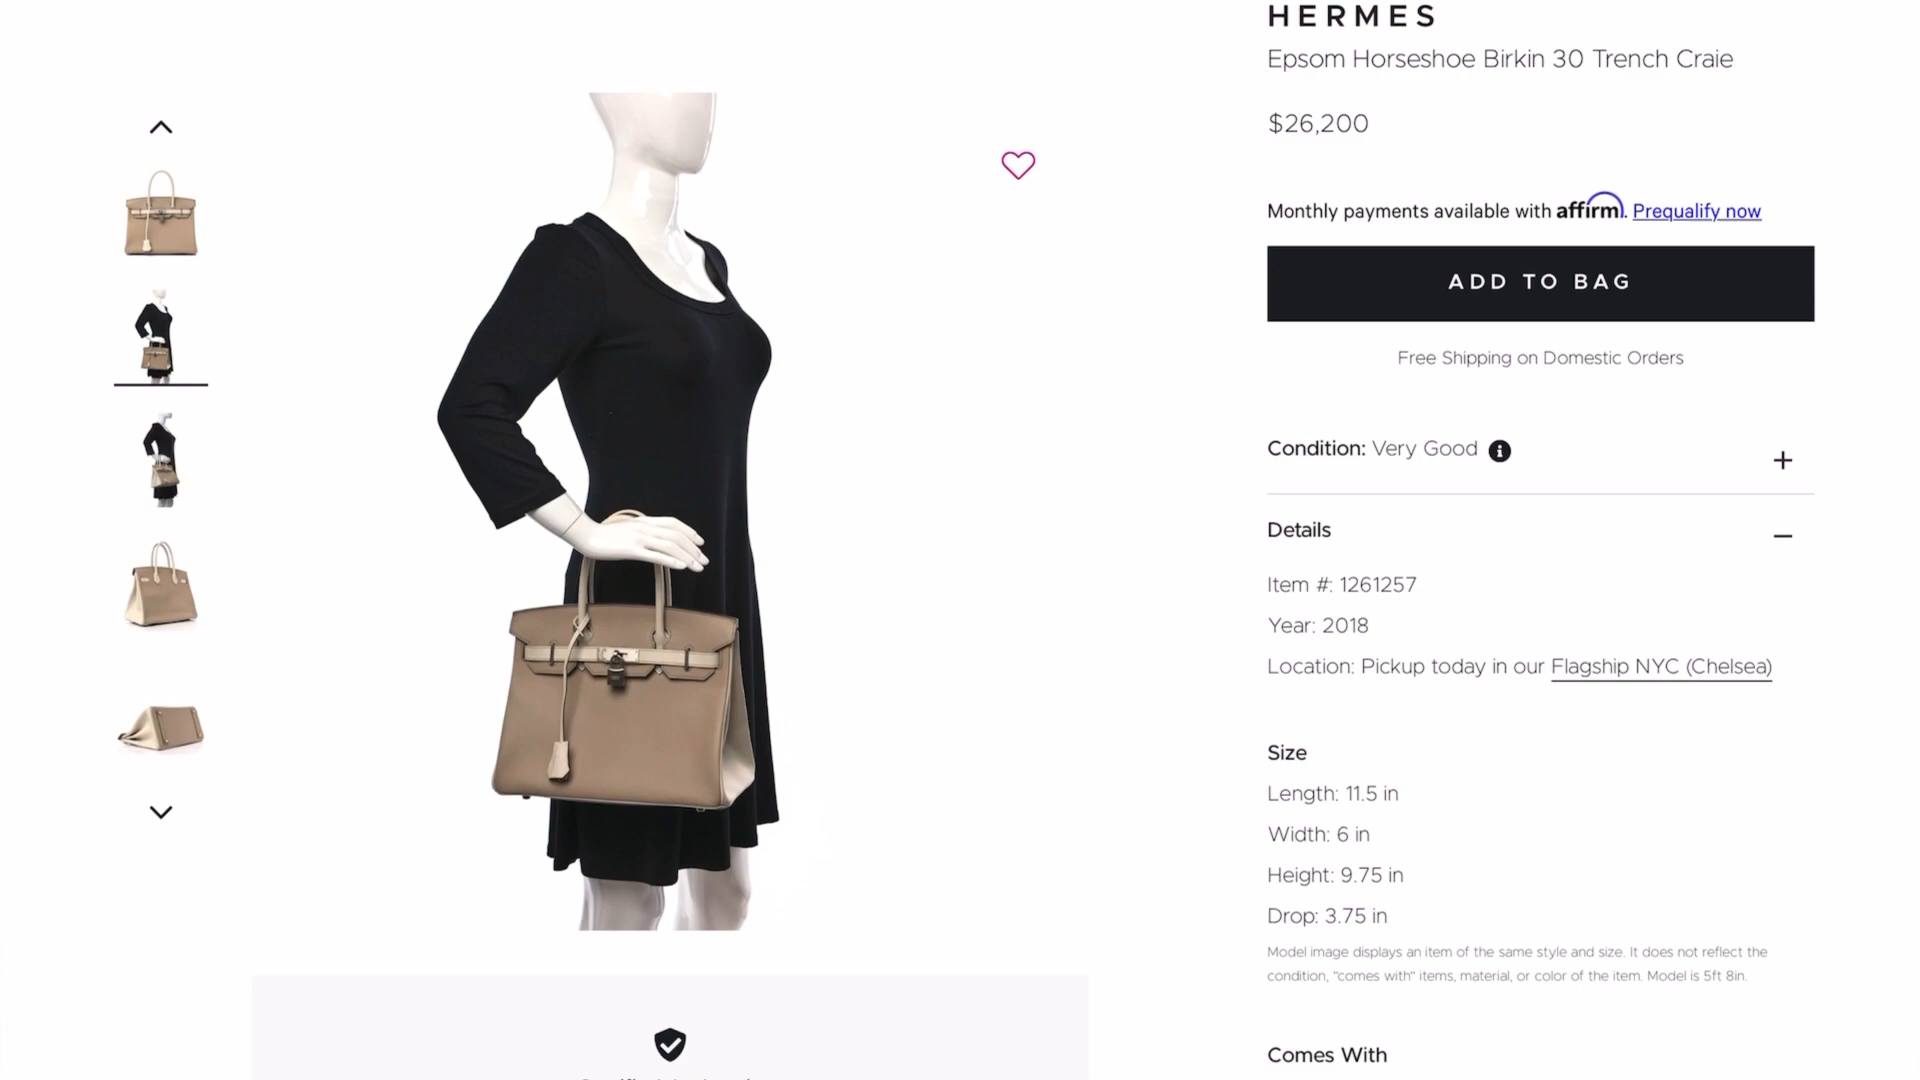 HERMES
Epsom Horseshoe Birkin 30 Trench Craie
$26,200
Monthly payments available with affirm. Prequalify now
ADD TO BAG
Free Shipping on Domestic Orders
Condition: Very Good
Details
Item #: 1261257
Year: 2018
Location: Pickup today in our Flagship NYC (Chelsea)
Size
Length: 11.5 in
Width: 6 in
Height: 9.75 in
Drop: 3.75 in
Model image displays an item of the same style and size. It does not reflect the
condition, "comes with" items, material, or color of the item. Model is 5ft 8in.
Comes With